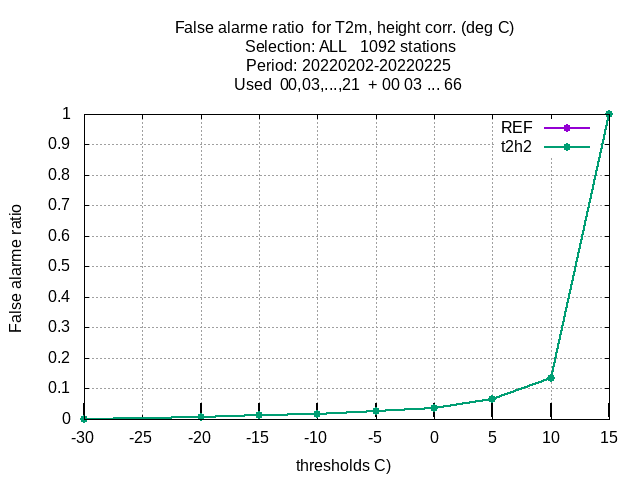 False alarme ratio  for T2m, height corr. (deg C)
Selection: ALL   1092 stations
Period: 20220202-20220225
Used  00,03,...,21  + 00 03 ... 66
REF
t2h2
1
0.9
0.8
0.7
0.6
0.5
0.4
0.3
0.2
0.1
0
False alarme ratio
-30 -25 -20 -15 -10 -5 0 5 10 15
thresholds C)